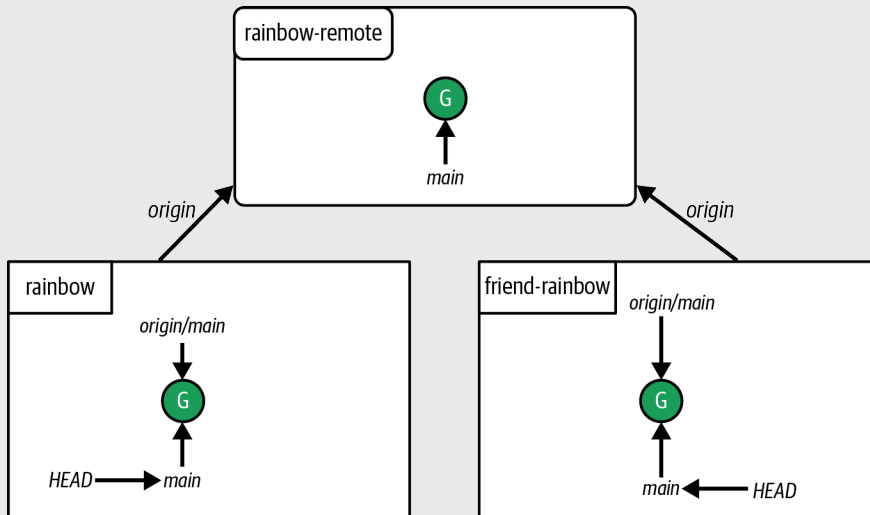 rainbow-remote
G
main
origin
origin
rainbow
origin/main
G
HEAD
main
friend-rainbow
origin/main
G
main
HEAD